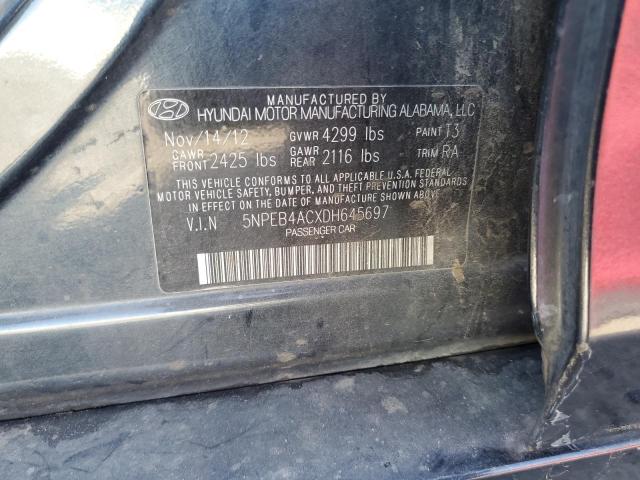 MANUFACTURED BY
HYUNDAI MOTOR MANUFACTURING ALABAMA, LLC
Nov/14/12 GVWR 4299 lbs PAINT T3
GAWR FRONT 2425 lbs GAWR REAR 2116 lbs TRIM RA
THIS VEHICLE CONFORMS TO ALL APPLICABLE U.S.A. FEDERAL
MOTOR VEHICLE SAFETY, BUMPER, AND THEFT PREVENTION STANDARDS
IN EFFECT ON THE DATE OF MANUFACTURE SHOWN ABOVE.
V.I.N 5NPEB4ACXDH645697
PASSENGER CAR